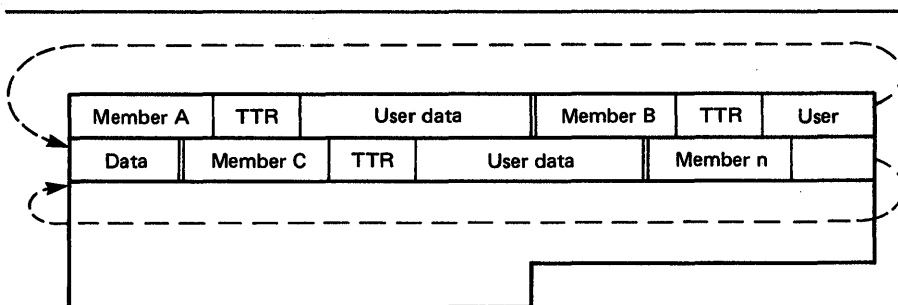 Member A TTR User data Member B TTR User
Data Member C TTR User data Member n